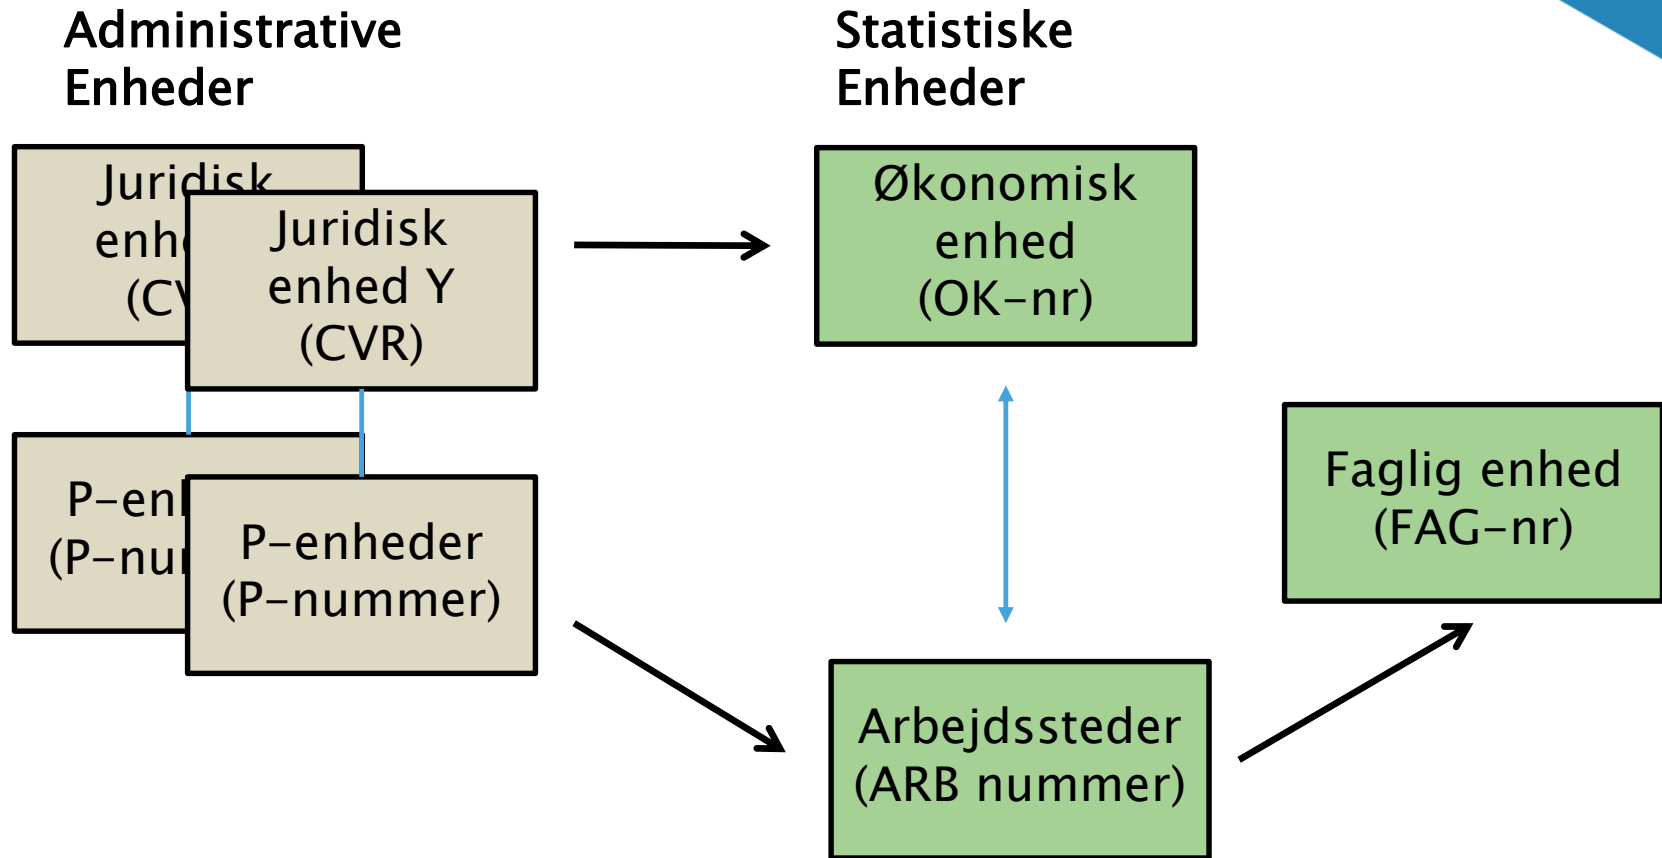 Administrative
Enheder
Statistiske
Enheder
Juridisk
(
Juridisk
enhed Y
(CVR)
Økonomisk
enhed
(OK-nr)
P-enheder
(P-nummer)
Faglig enhed
(FAG-nr)
Arbejdssteder
(ARB nummer)